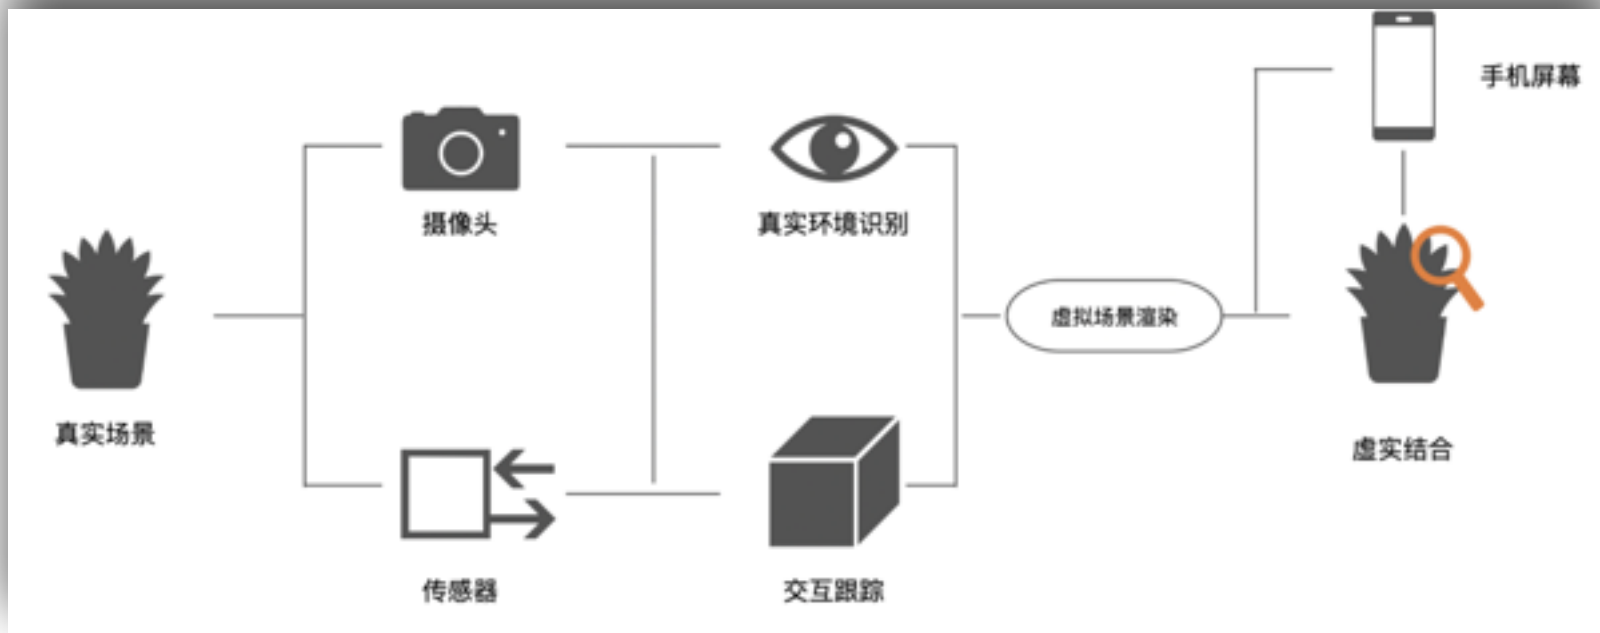 手机屏幕
摄像头
真实环境识别
虚拟场景渲染
真实场景
虚实结合
传感器
交互跟踪